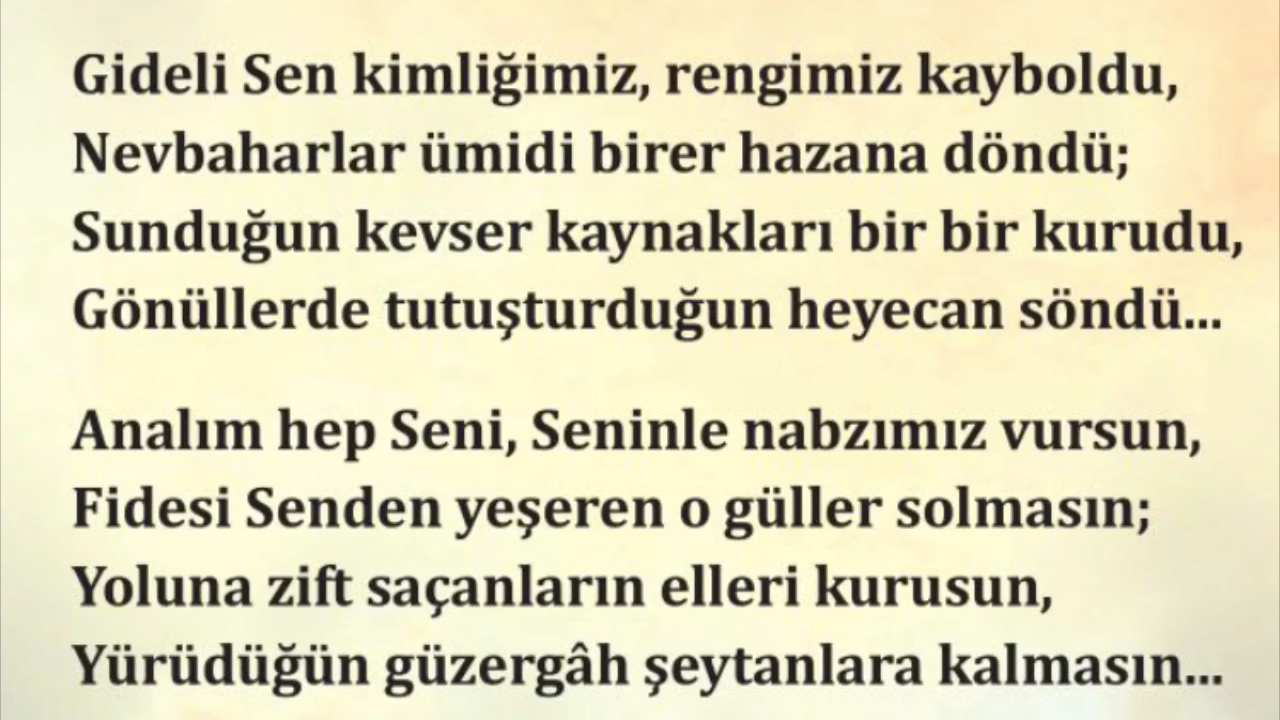 Gideli Sen kimliğimiz, rengimiz kayboldu,
Nevbaharlar ümidi birer hazana döndü;
Sunduğun kevser kaynakları bir bir kurudu,
Gönüllerde tutuşturduğun heyecan söndü...
Analım hep Seni, Seninle nabzımız vursun,
Fidesi Senden yeşeren o güller solmasın;
Yoluna zift saçanların elleri kurusun,
Yürüdüğün güzergâh şeytanlara kalmasın...